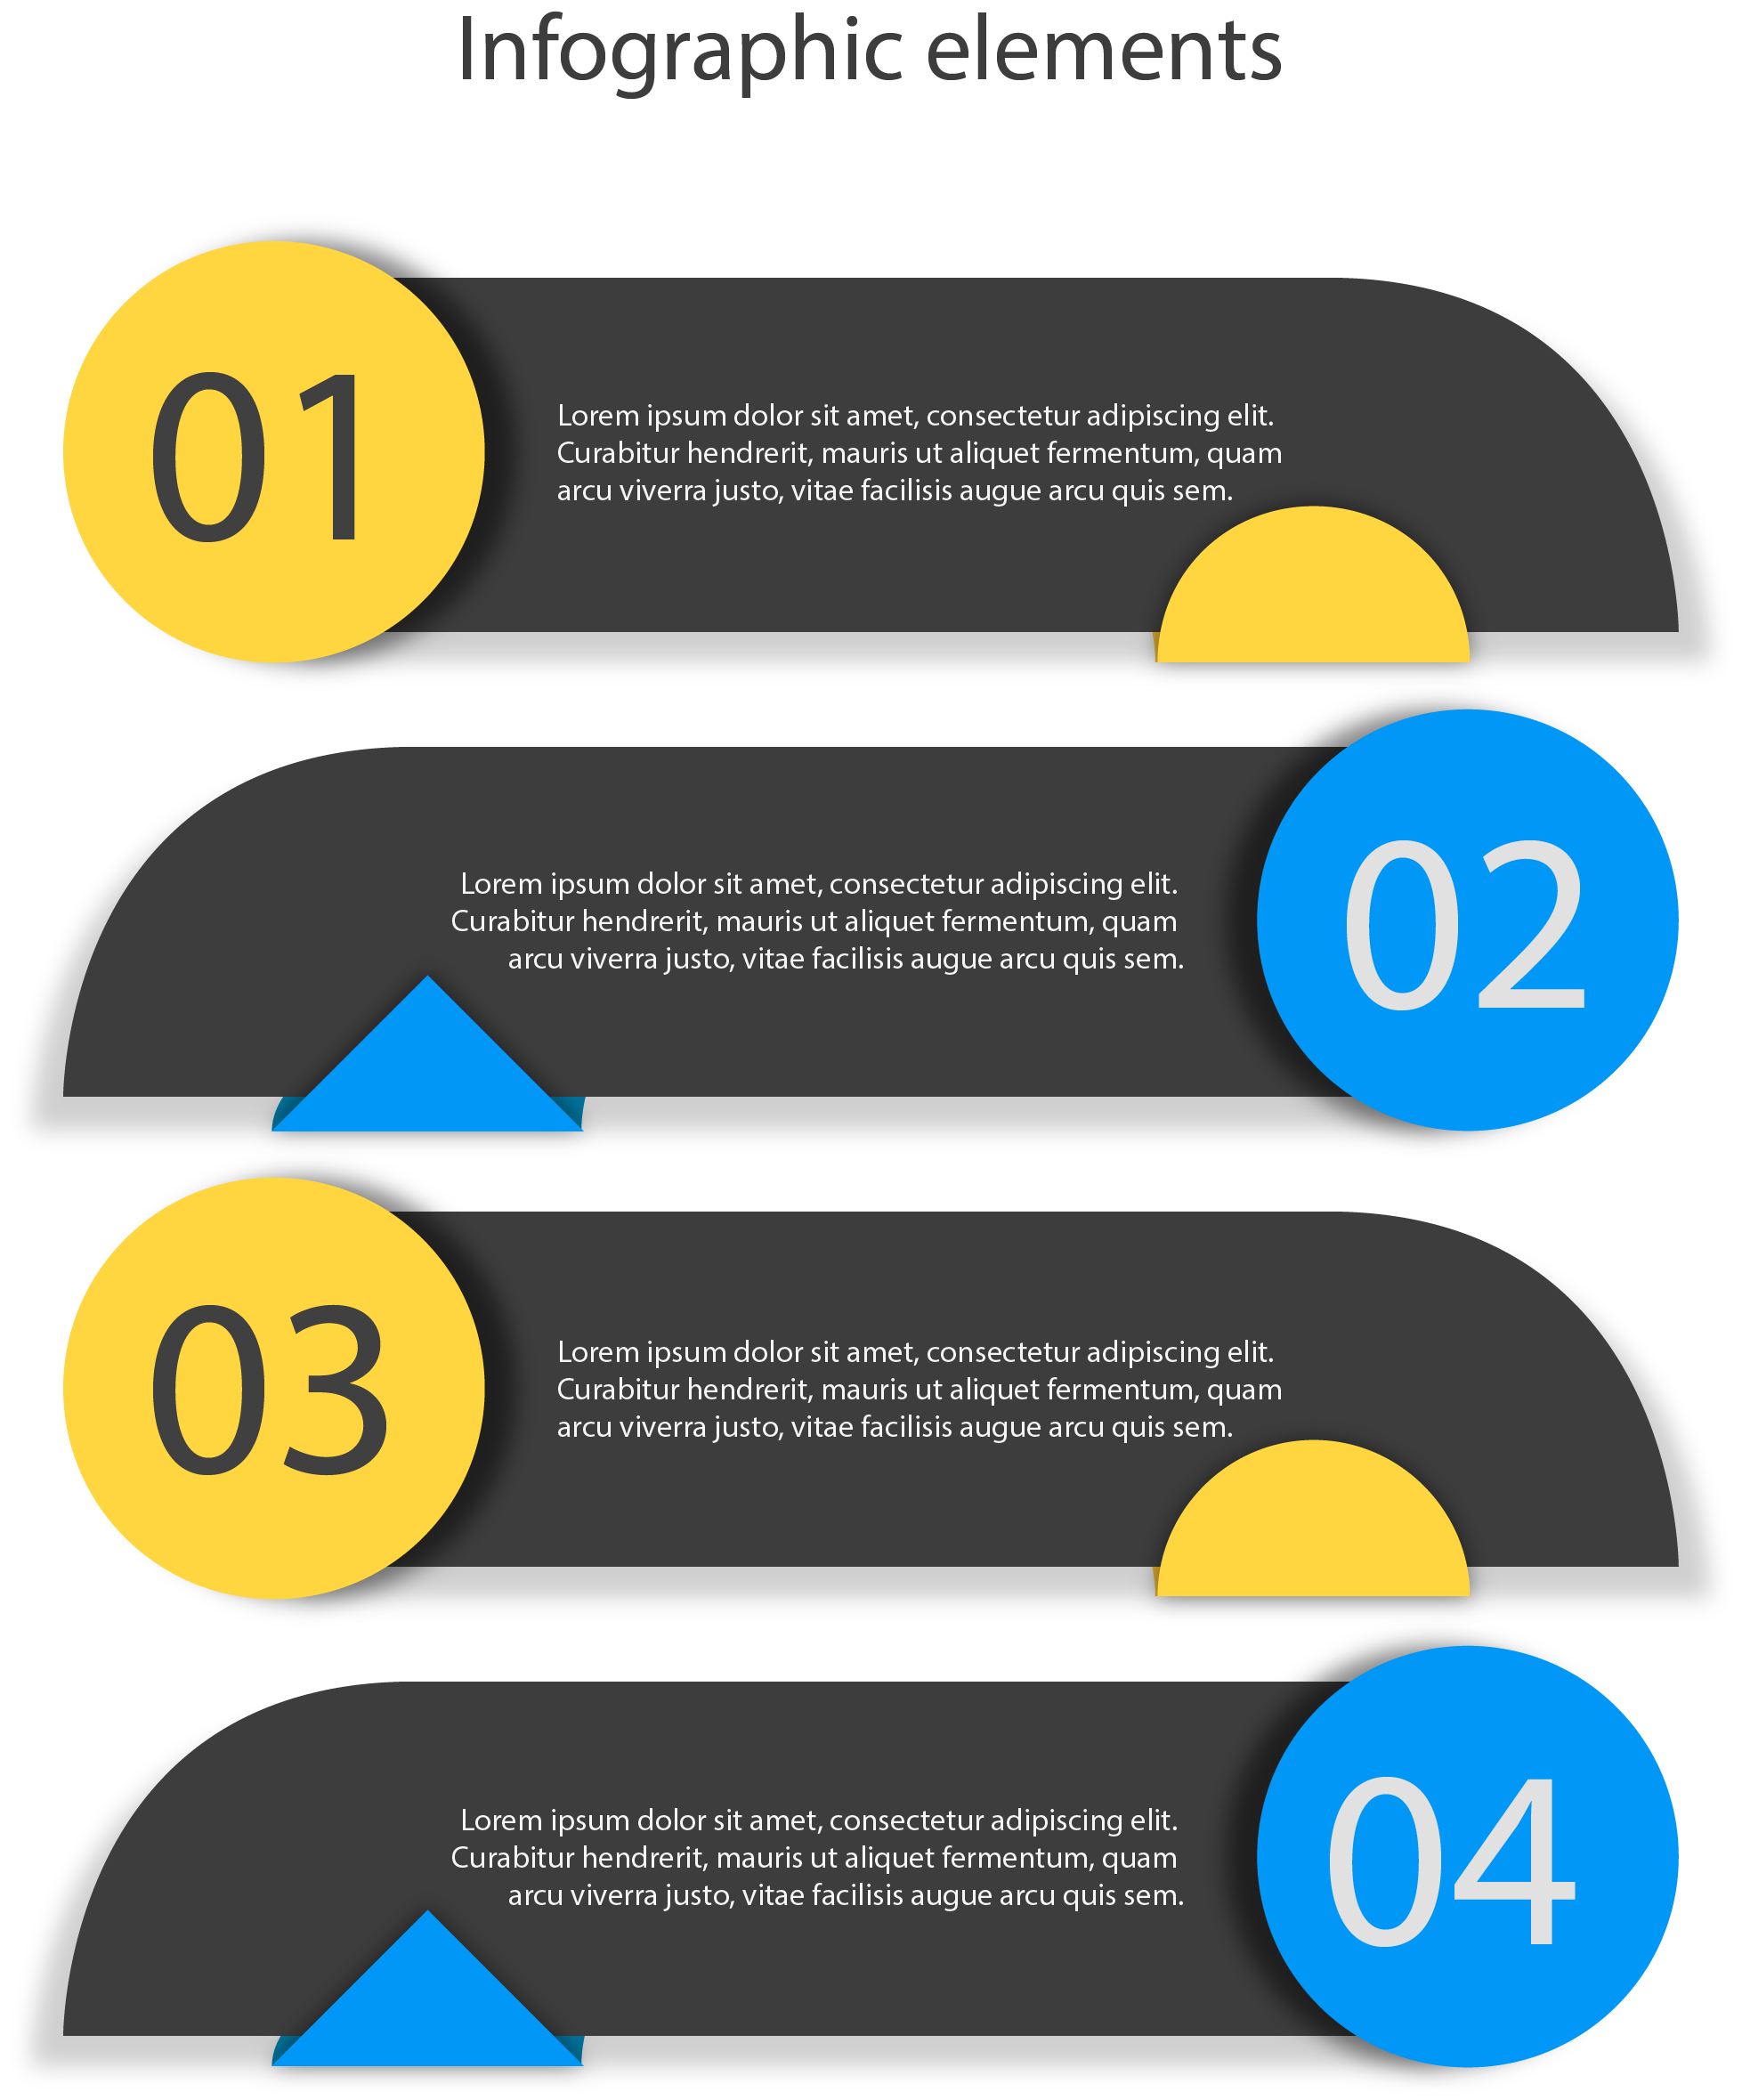 Infographic elements
01
Lorem ipsum dolor sit amet, consectetur adipiscing elit.
Curabitur hendrerit, mauris ut aliquet fermentum, quam
arcu viverra justo, vitae facilisis augue arcu quis sem.
Lorem ipsum dolor sit amet, consectetur adipiscing elit.
Curabitur hendrerit, mauris ut aliquet fermentum, quam
arcu viverra justo, vitae facilisis augue arcu quis sem.
02
03
Lorem ipsum dolor sit amet, consectetur adipiscing elit.
Curabitur hendrerit, mauris ut aliquet fermentum, quam
arcu viverra justo, vitae facilisis augue arcu quis sem.
Lorem ipsum dolor sit amet, consectetur adipiscing elit.
Curabitur hendrerit, mauris ut aliquet fermentum, quam
arcu viverra justo, vitae facilisis augue arcu quis sem.
04